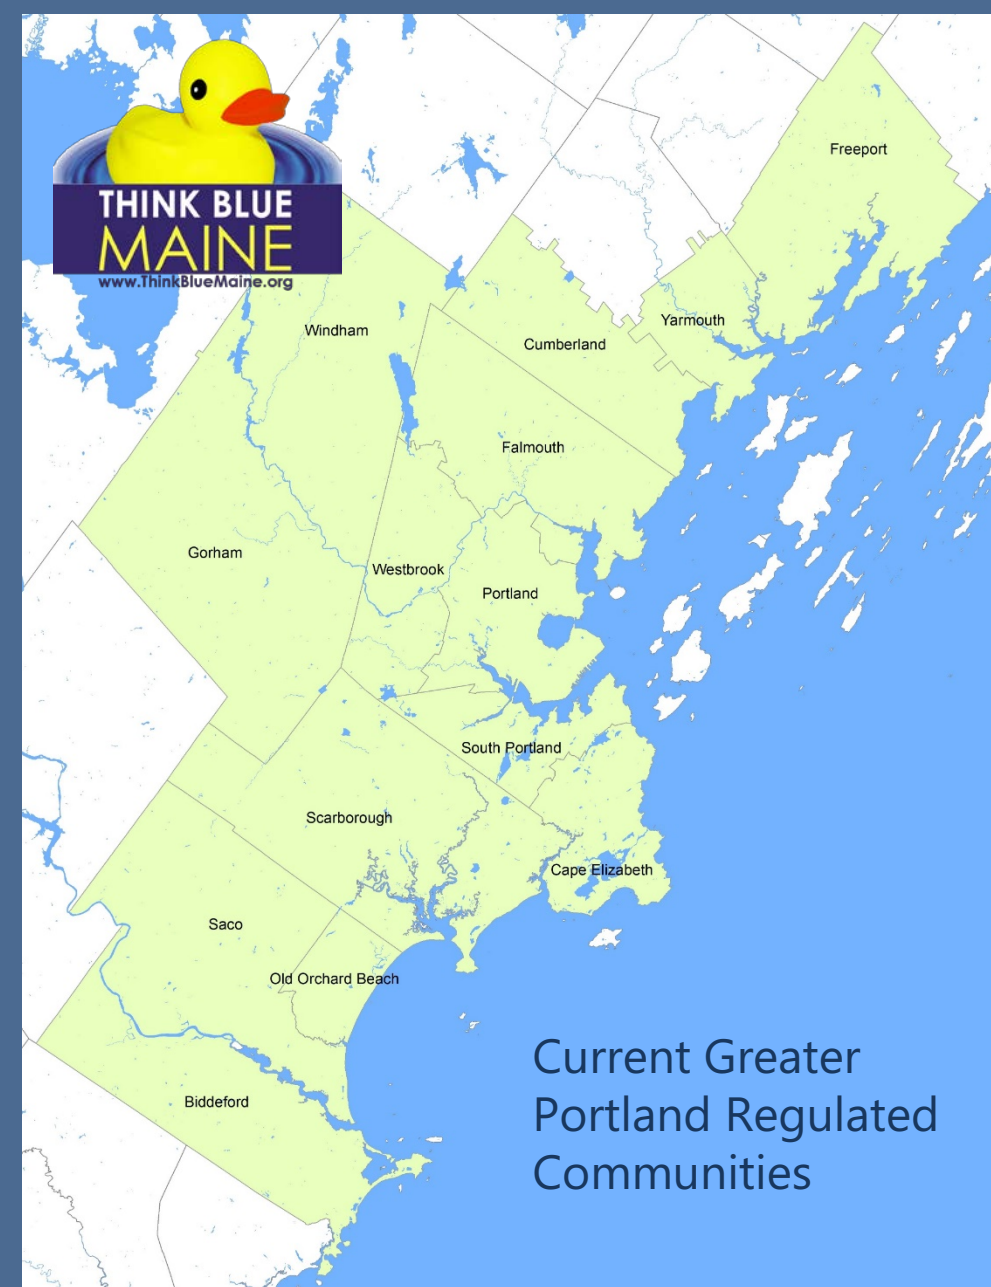 THINK BLUE
MAINE
www.ThinkBlueMaine.org
Freeport
Yarmouth
Windham
Cumberland
Falmouth
Gorham
Westbrook
Portland
South Portland
Scarborough
Cape Elizabeth
Saco
Old Orchard Beach
Biddeford
Current Greater
Portland Regulated
Communities